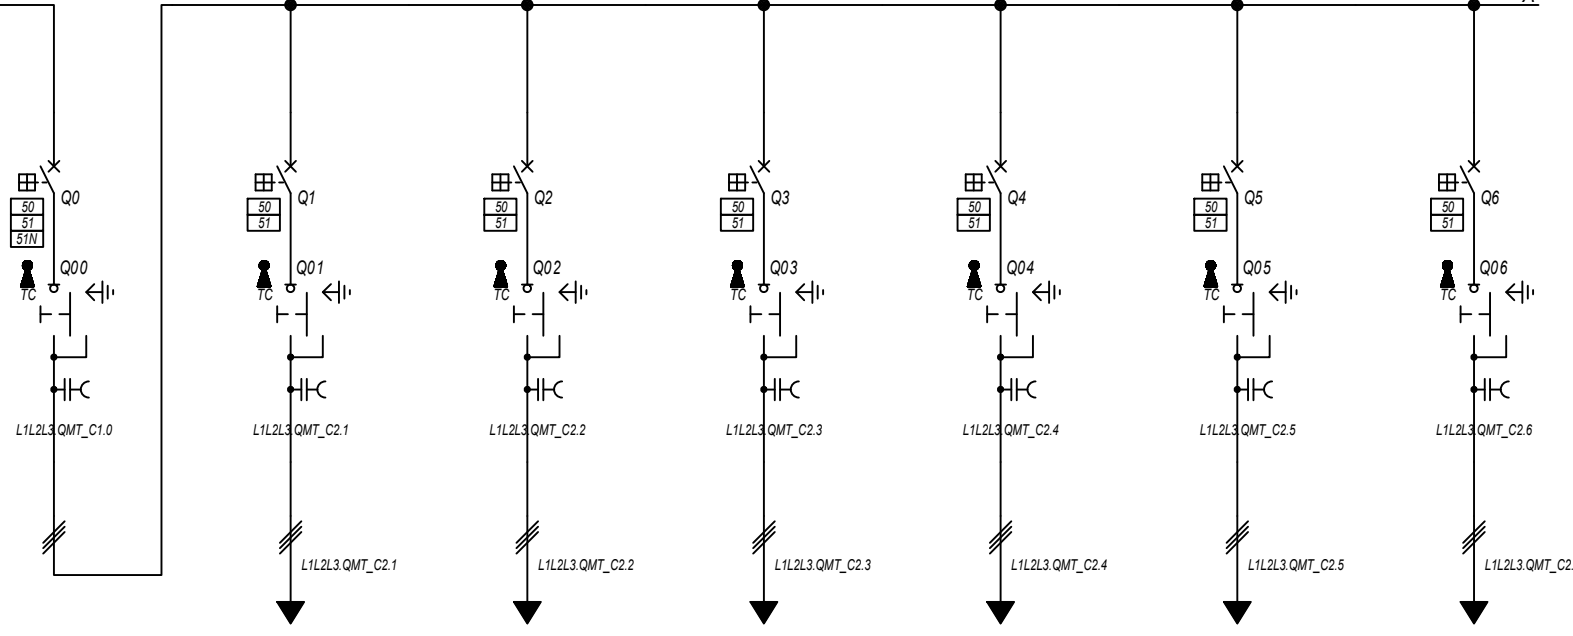 Q0 Q1 Q2 Q3 Q4 Q5 Q6
50 50 50 50 50 50 50
51 51 51 51 51 51 51
51N
Q00 Q01 Q02 Q03 Q04 Q05 Q06
TC TC TC TC TC TC TC
L1L2L3.QMT_C1.0 L1L2L3.QMT_C2.1 L1L2L3.QMT_C2.2 L1L2L3.QMT_C2.3 L1L2L3.QMT_C2.4 L1L2L3.QMT_C2.5 L1L2L3.QMT_C2.6
L1L2L3.QMT_C2.1 L1L2L3.QMT_C2.2 L1L2L3.QMT_C2.3 L1L2L3.QMT_C2.4 L1L2L3.QMT_C2.5 L1L2L3.QMT_C2.